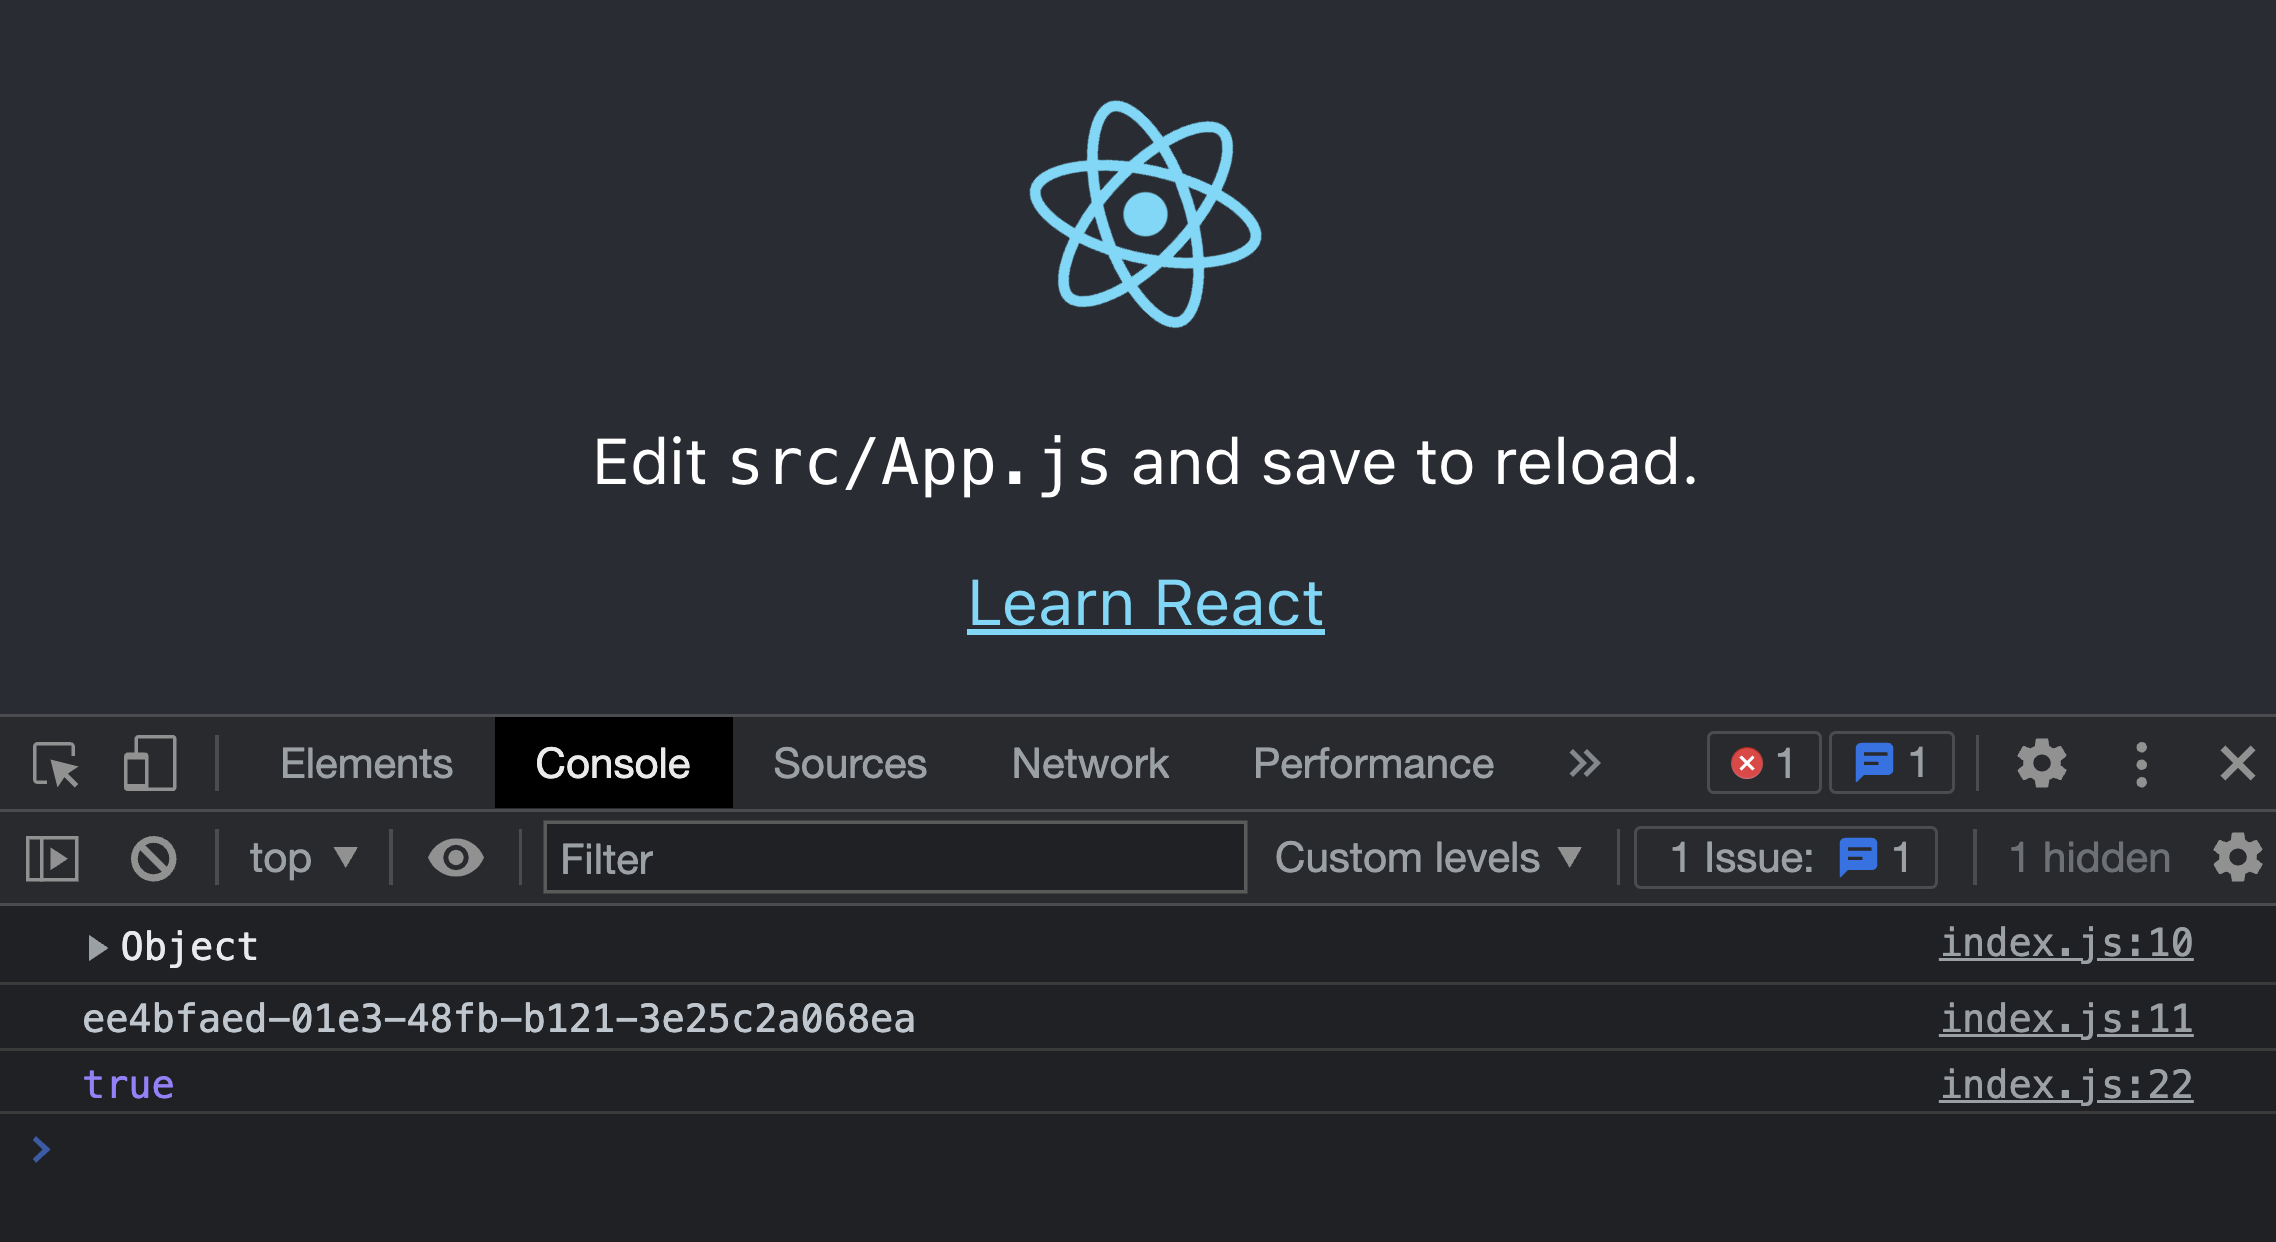 Edit src/App.js and save to reload.
Learn React
Elements Console Sources Network Performance 1 1
top Filter Custom levels 1 Issue: 1 1 hidden
Object index.js:10
ee4bfaed-01e3-48fb-b121-3e25c2a068ea index.js:11
true index.js:22